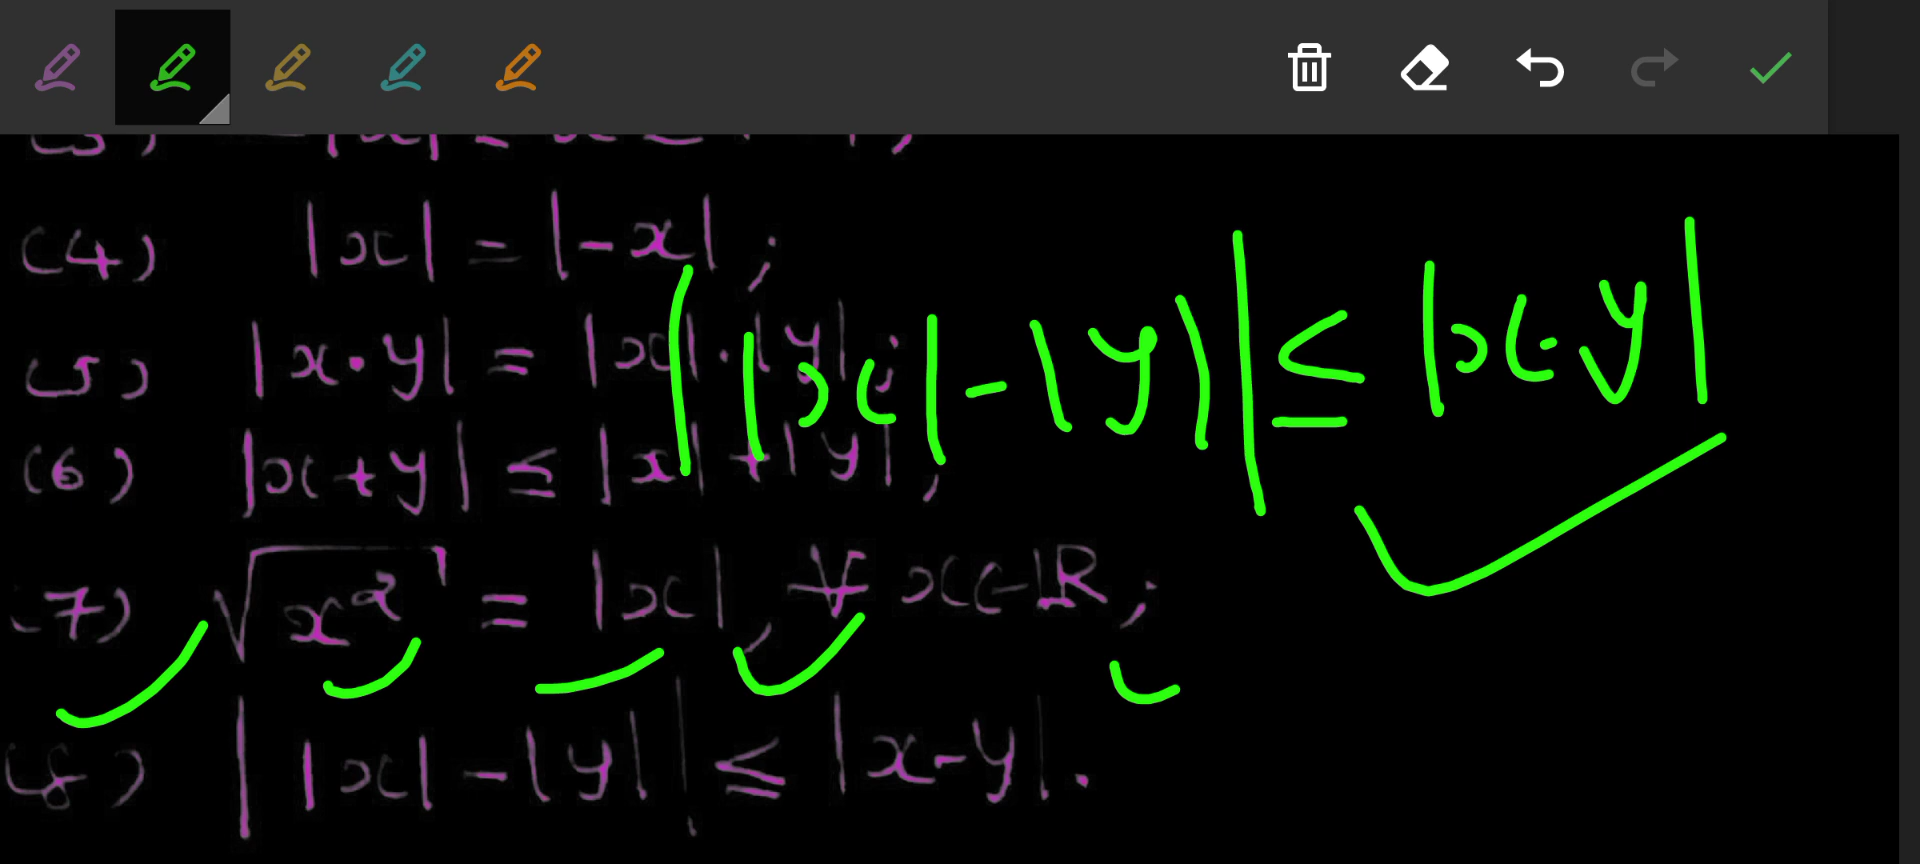 (4) |x| = |-x| ;
(5) |x·y| = |x|·|y| ;
||x|-|y|| ≤ |x-y|
(6) |x+y| ≤ |x|+|y| ;
(7) √x² = |x|, ∀ x∈ℝ ;
(8) ||x|-|y|| ≤ |x-y|.